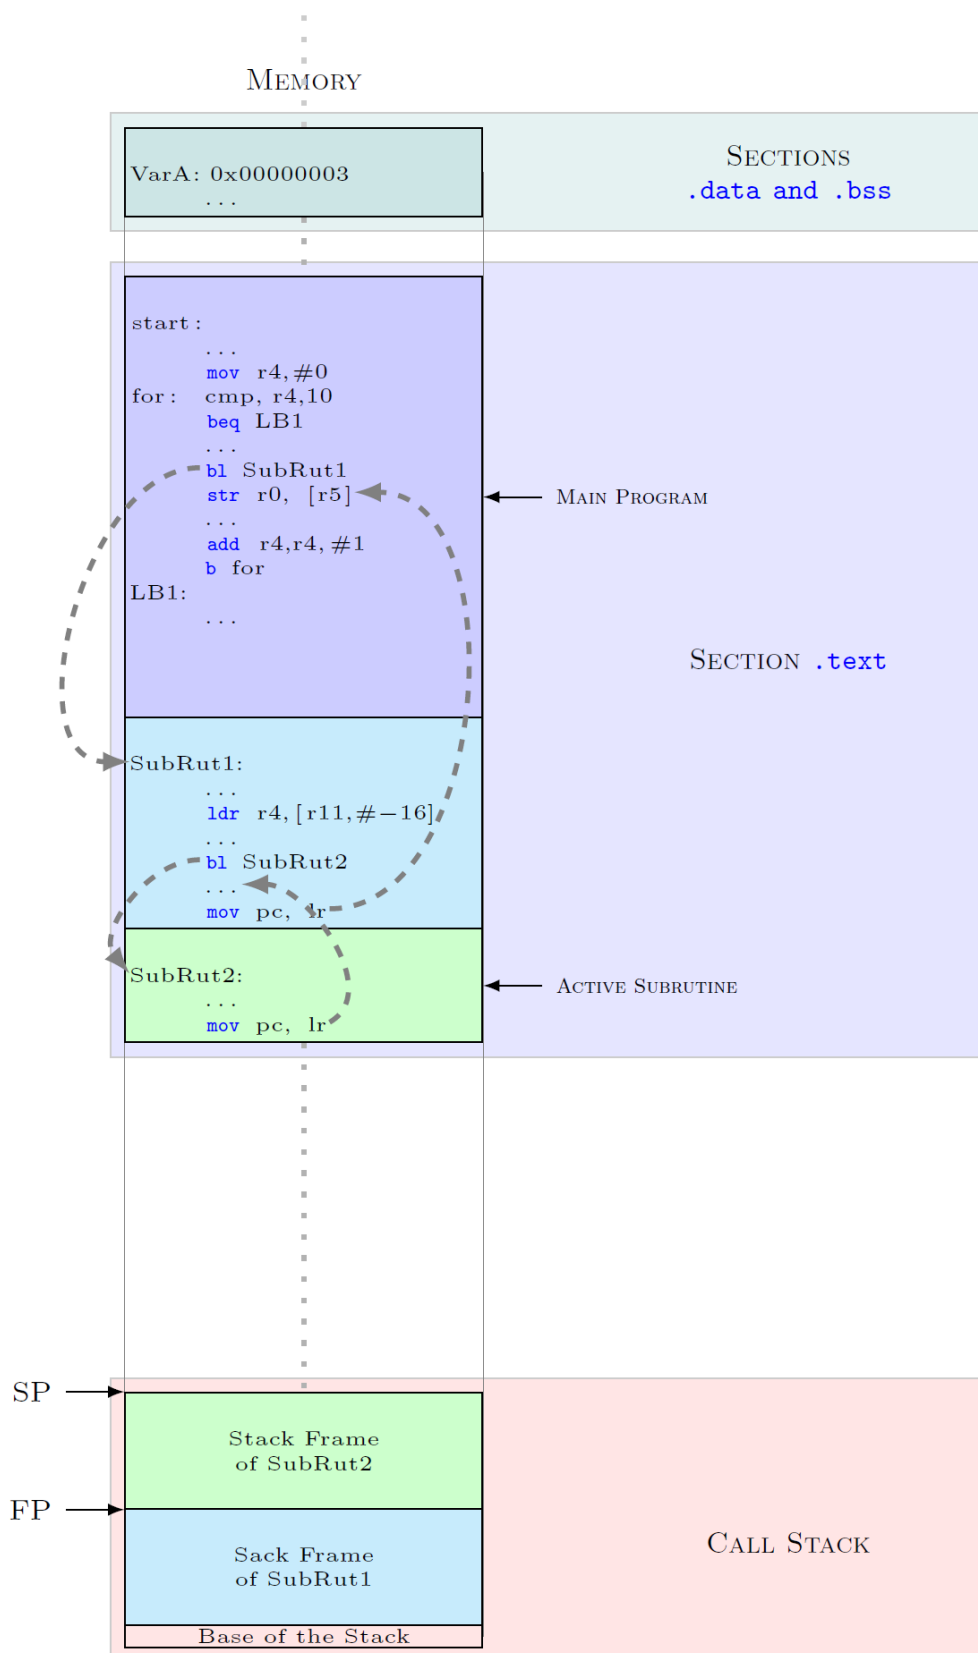 MEMORY
VarA: 0x00000003
...
SECTIONS
.data and .bss
start:
...
mov r4,#0
for: cmp, r4,10
beq LB1
...
bl SubRut1
str r0, [r5]
...
add r4,r4,#1
b for
LB1:
...
MAIN PROGRAM
SECTION .text
SubRut1:
...
ldr r4,[r11,#−16]
...
bl SubRut2
...
mov pc, lr
SubRut2:
...
mov pc, lr
ACTIVE SUBRUTINE
SP
Stack Frame
of SubRut2
FP
Sack Frame
of SubRut1
CALL STACK
Base of the Stack